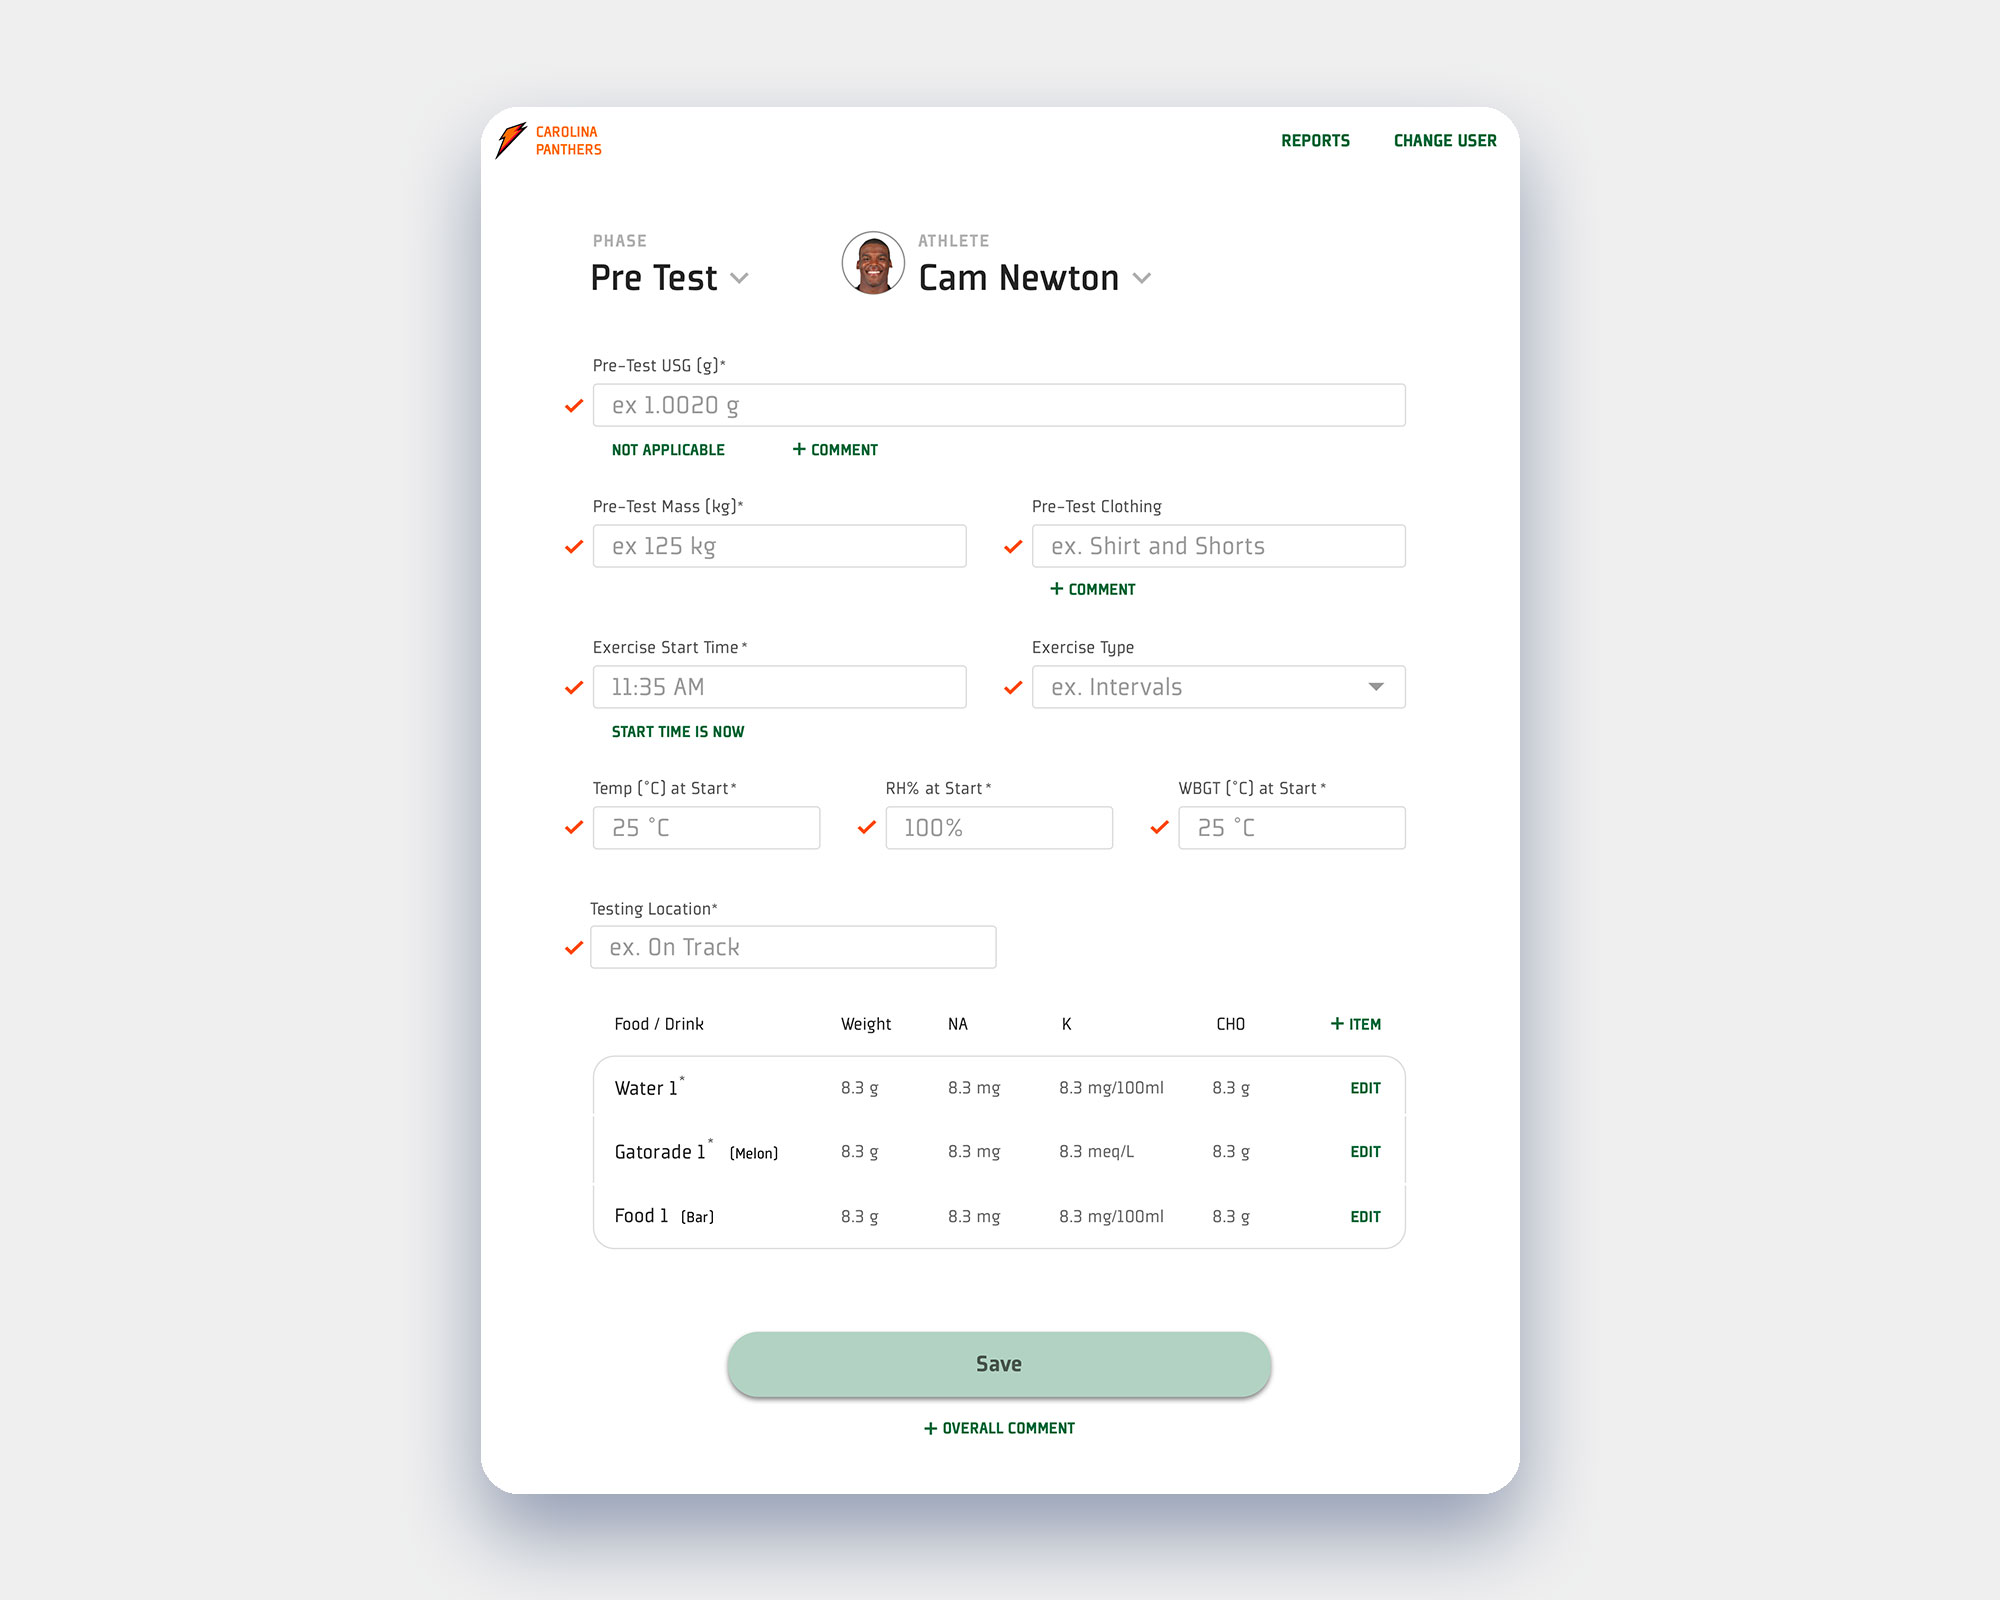 CAROLINA
PANTHERS
REPORTS CHANGE USER
PHASE
Pre Test
ATHLETE
Cam Newton
Pre-Test USG (g)*
ex 1.0020 g
NOT APPLICABLE + COMMENT
Pre-Test Mass (kg)* Pre-Test Clothing
ex 125 kg ex. Shirt and Shorts
+ COMMENT
Exercise Start Time* Exercise Type
11:35 AM ex. Intervals
START TIME IS NOW
Temp (°C) at Start* RH% at Start* WBGT (°C) at Start*
25 °C 100% 25 °C
Testing Location*
ex. On Track
Food / Drink Weight NA K CHO + ITEM
Water 1* 8.3 g 8.3 mg 8.3 mg/100ml 8.3 g EDIT
Gatorade 1* (Melon) 8.3 g 8.3 mg 8.3 meq/L 8.3 g EDIT
Food 1 (Bar) 8.3 g 8.3 mg 8.3 mg/100ml 8.3 g EDIT
Save
+ OVERALL COMMENT